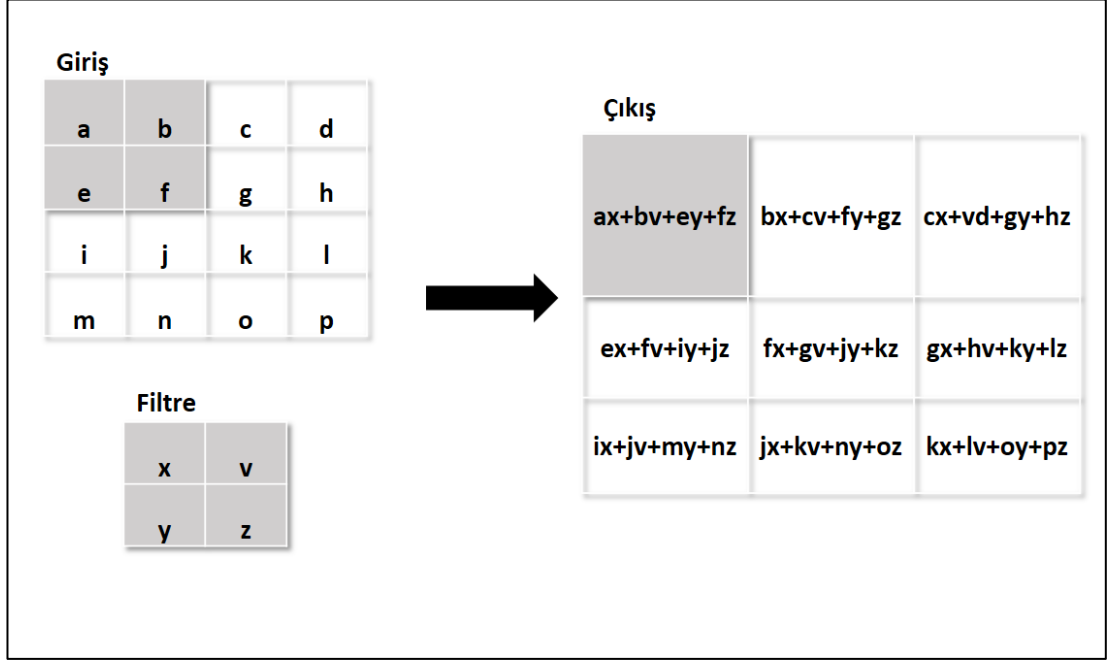 Giriş
a b c d
e f g h
i j k l
m n o p
Filtre
x v
y z
Çıkış
ax+bv+ey+fz bx+cv+fy+gz cx+vd+gy+hz
ex+fv+iy+jz fx+gv+jy+kz gx+hv+ky+lz
ix+jv+my+nz jx+kv+ny+oz kx+lv+oy+pz